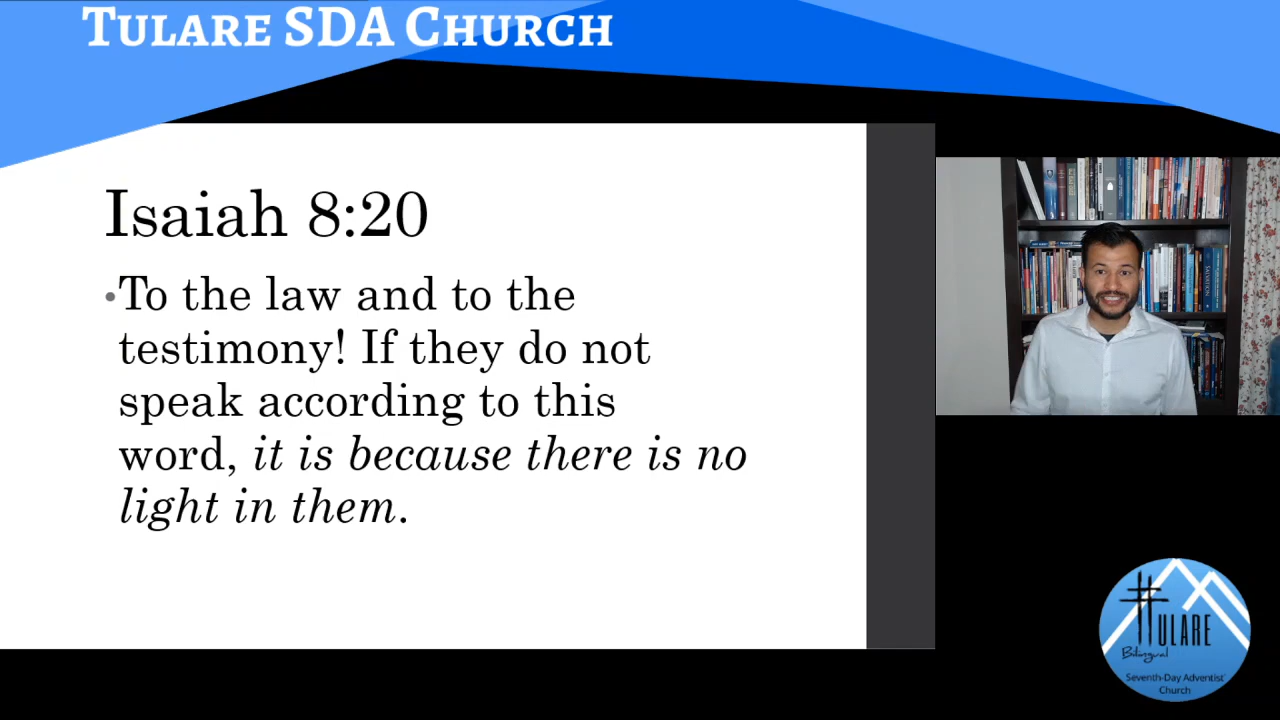 Tulare SDA Church
Isaiah 8:20
•To the law and to the
testimony! If they do not
speak according to this
word, it is because there is no
light in them.
SALVATION
TULARE
Bilingual
Seventh-Day Adventist
Church